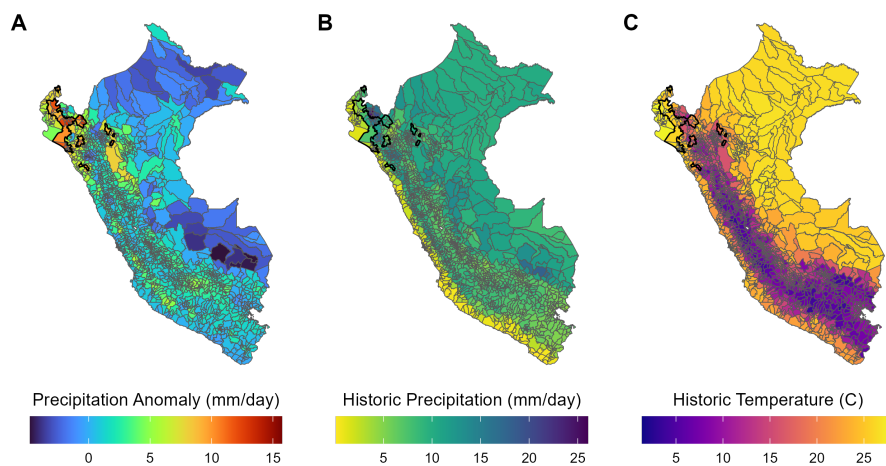 A B C
Precipitation Anomaly (mm/day) Historic Precipitation (mm/day) Historic Temperature (C)
0 5 10 15 5 10 15 20 25 5 10 15 20 25